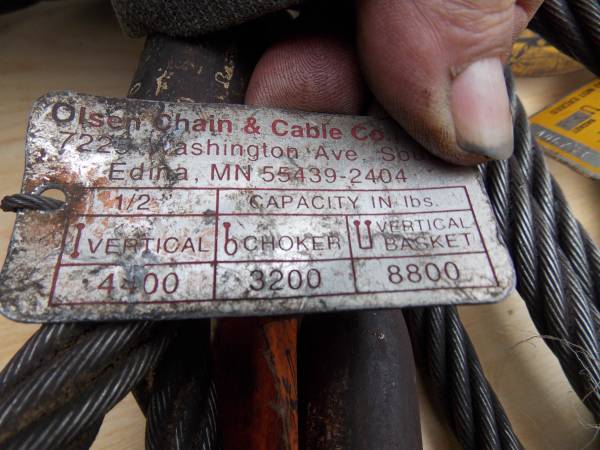 Olsen Chain & Cable Co.
Washington Ave.
Edina, MN 55439-2404
1/2 CAPACITY IN lbs.
VERTICAL CHOKER VERTICAL BASKET
4400 3200 8800